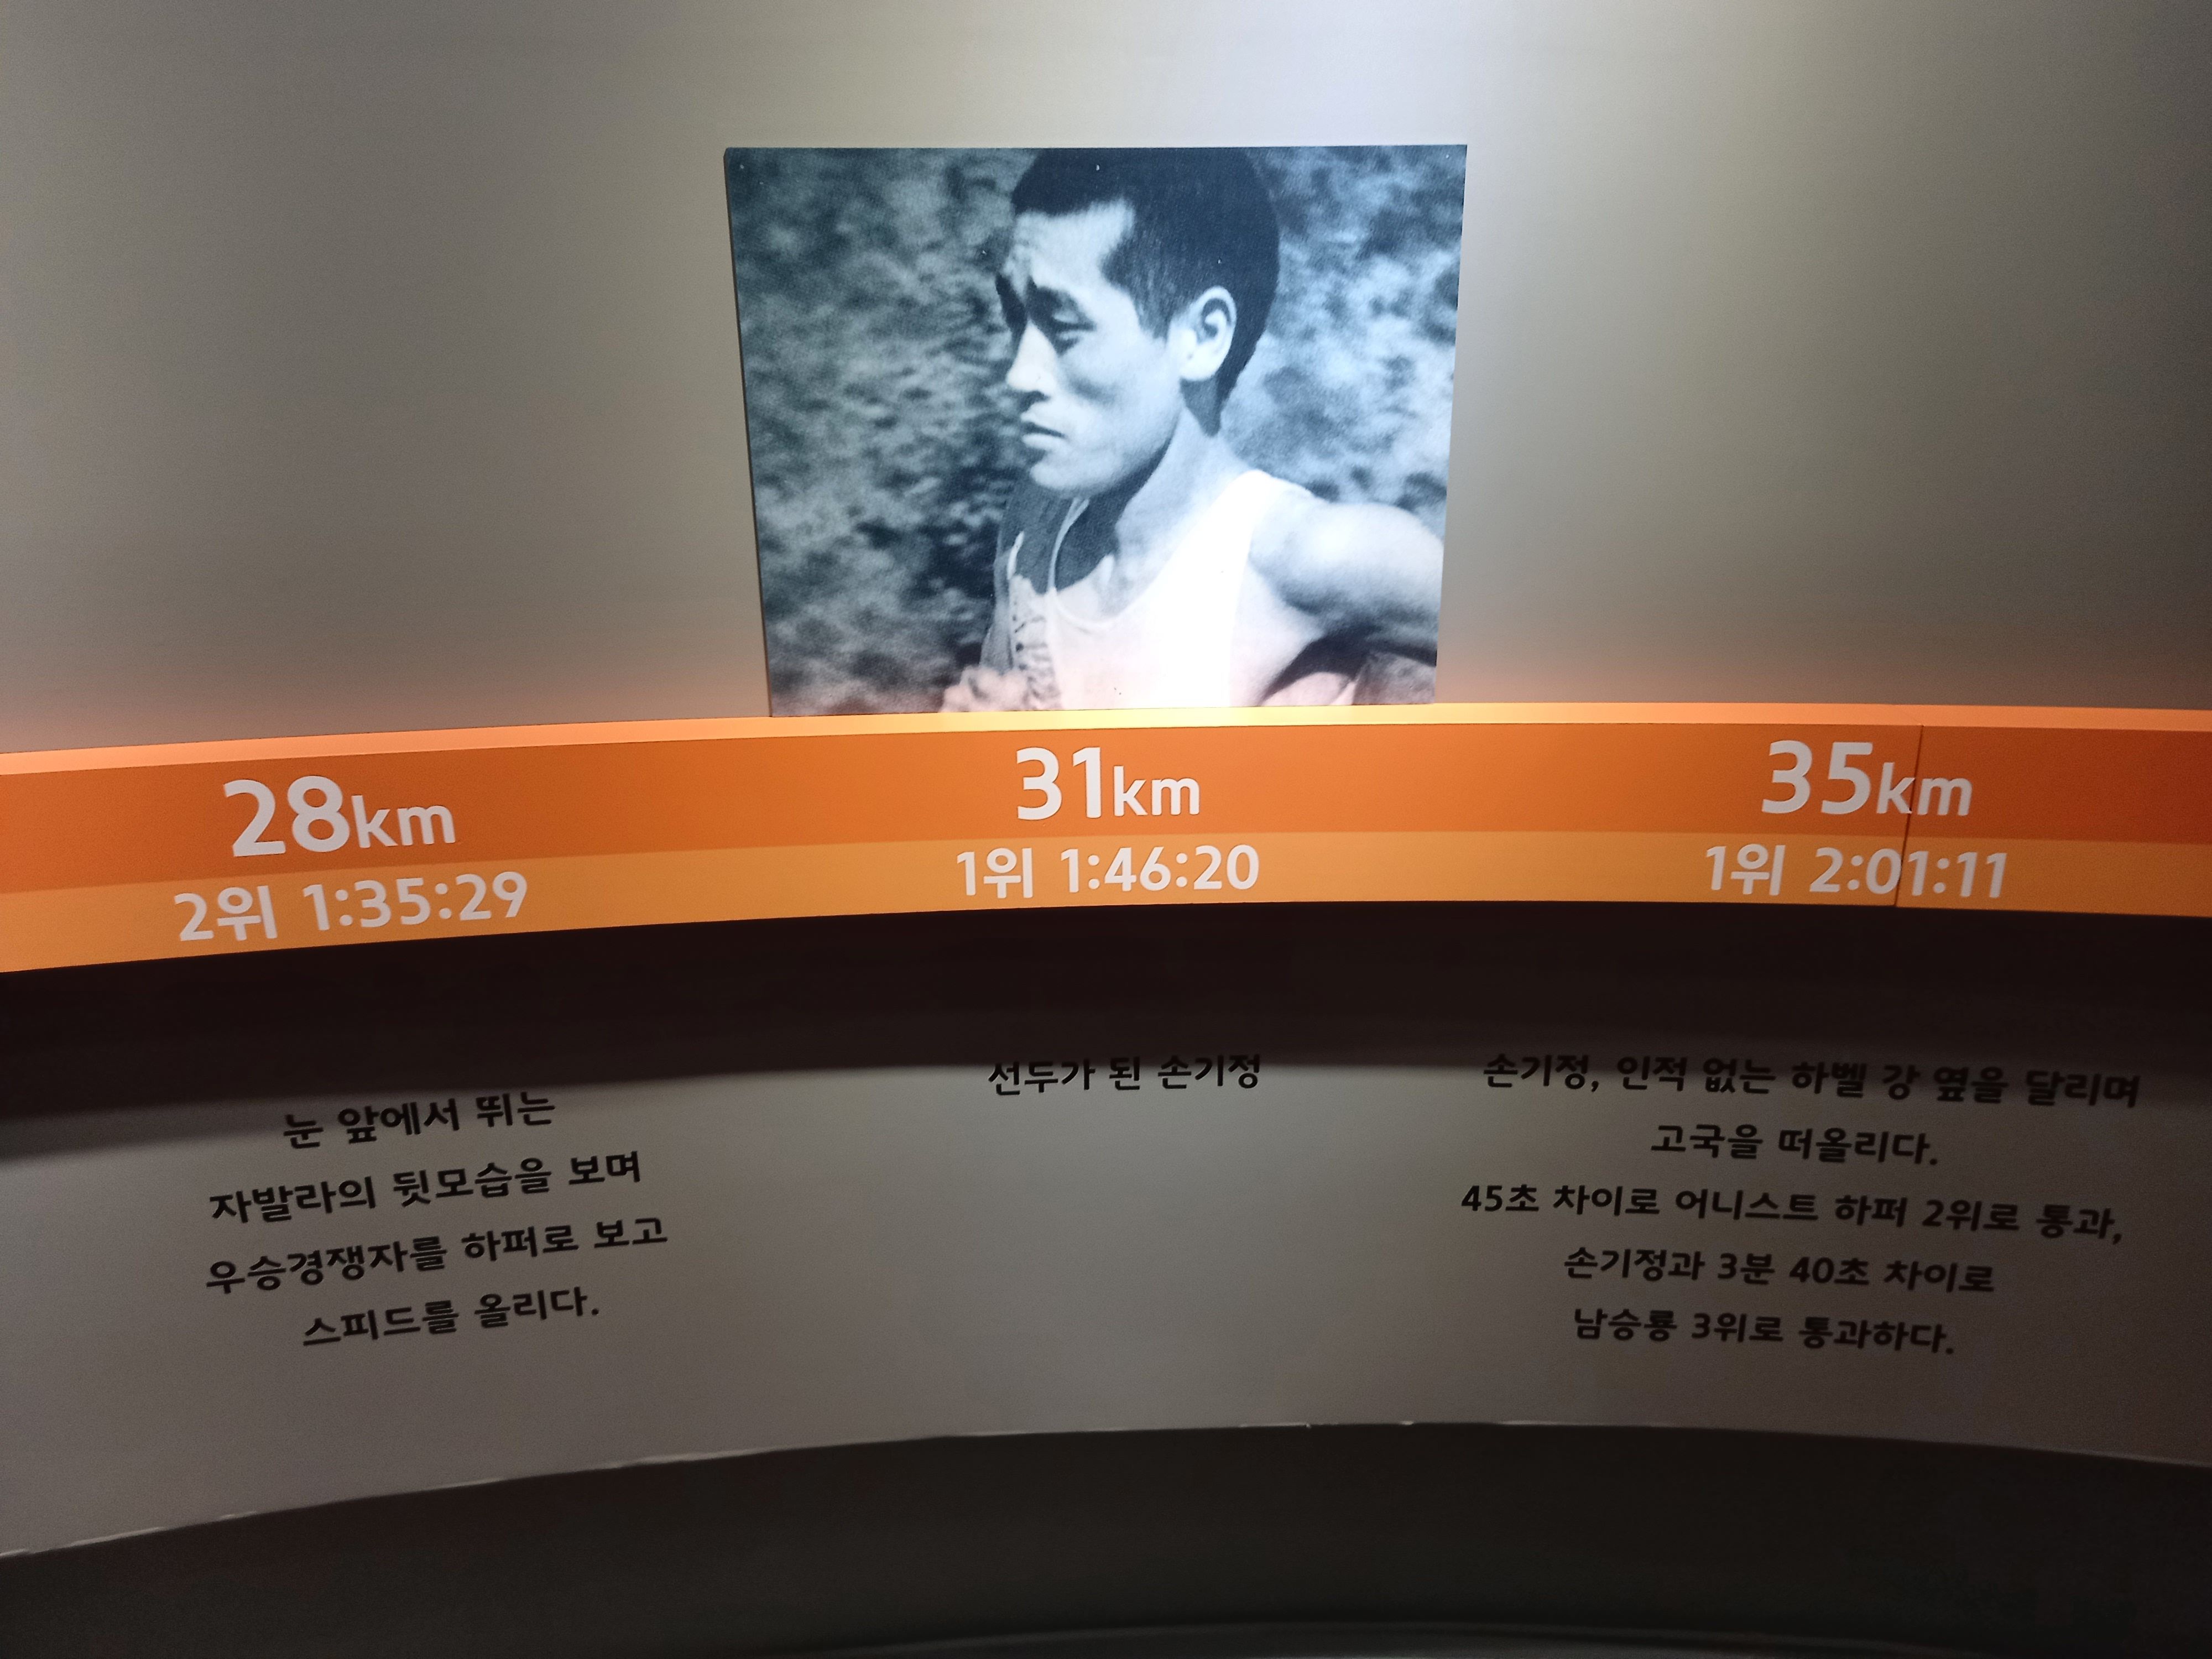 28km
2위 1:35:29
눈 앞에서 뛰는
자발라의 뒷모습을 보며
우승경쟁자를 하퍼로 보고
스피드를 올리다.
31km
1위 1:46:20
선두가 된 손기정
35km
1위 2:01:11
손기정, 인적 없는 하벨 강 옆을 달리며
고국을 떠올리다.
45초 차이로 어니스트 하퍼 2위로 통과,
손기정과 3분 40초 차이로
남승룡 3위로 통과하다.